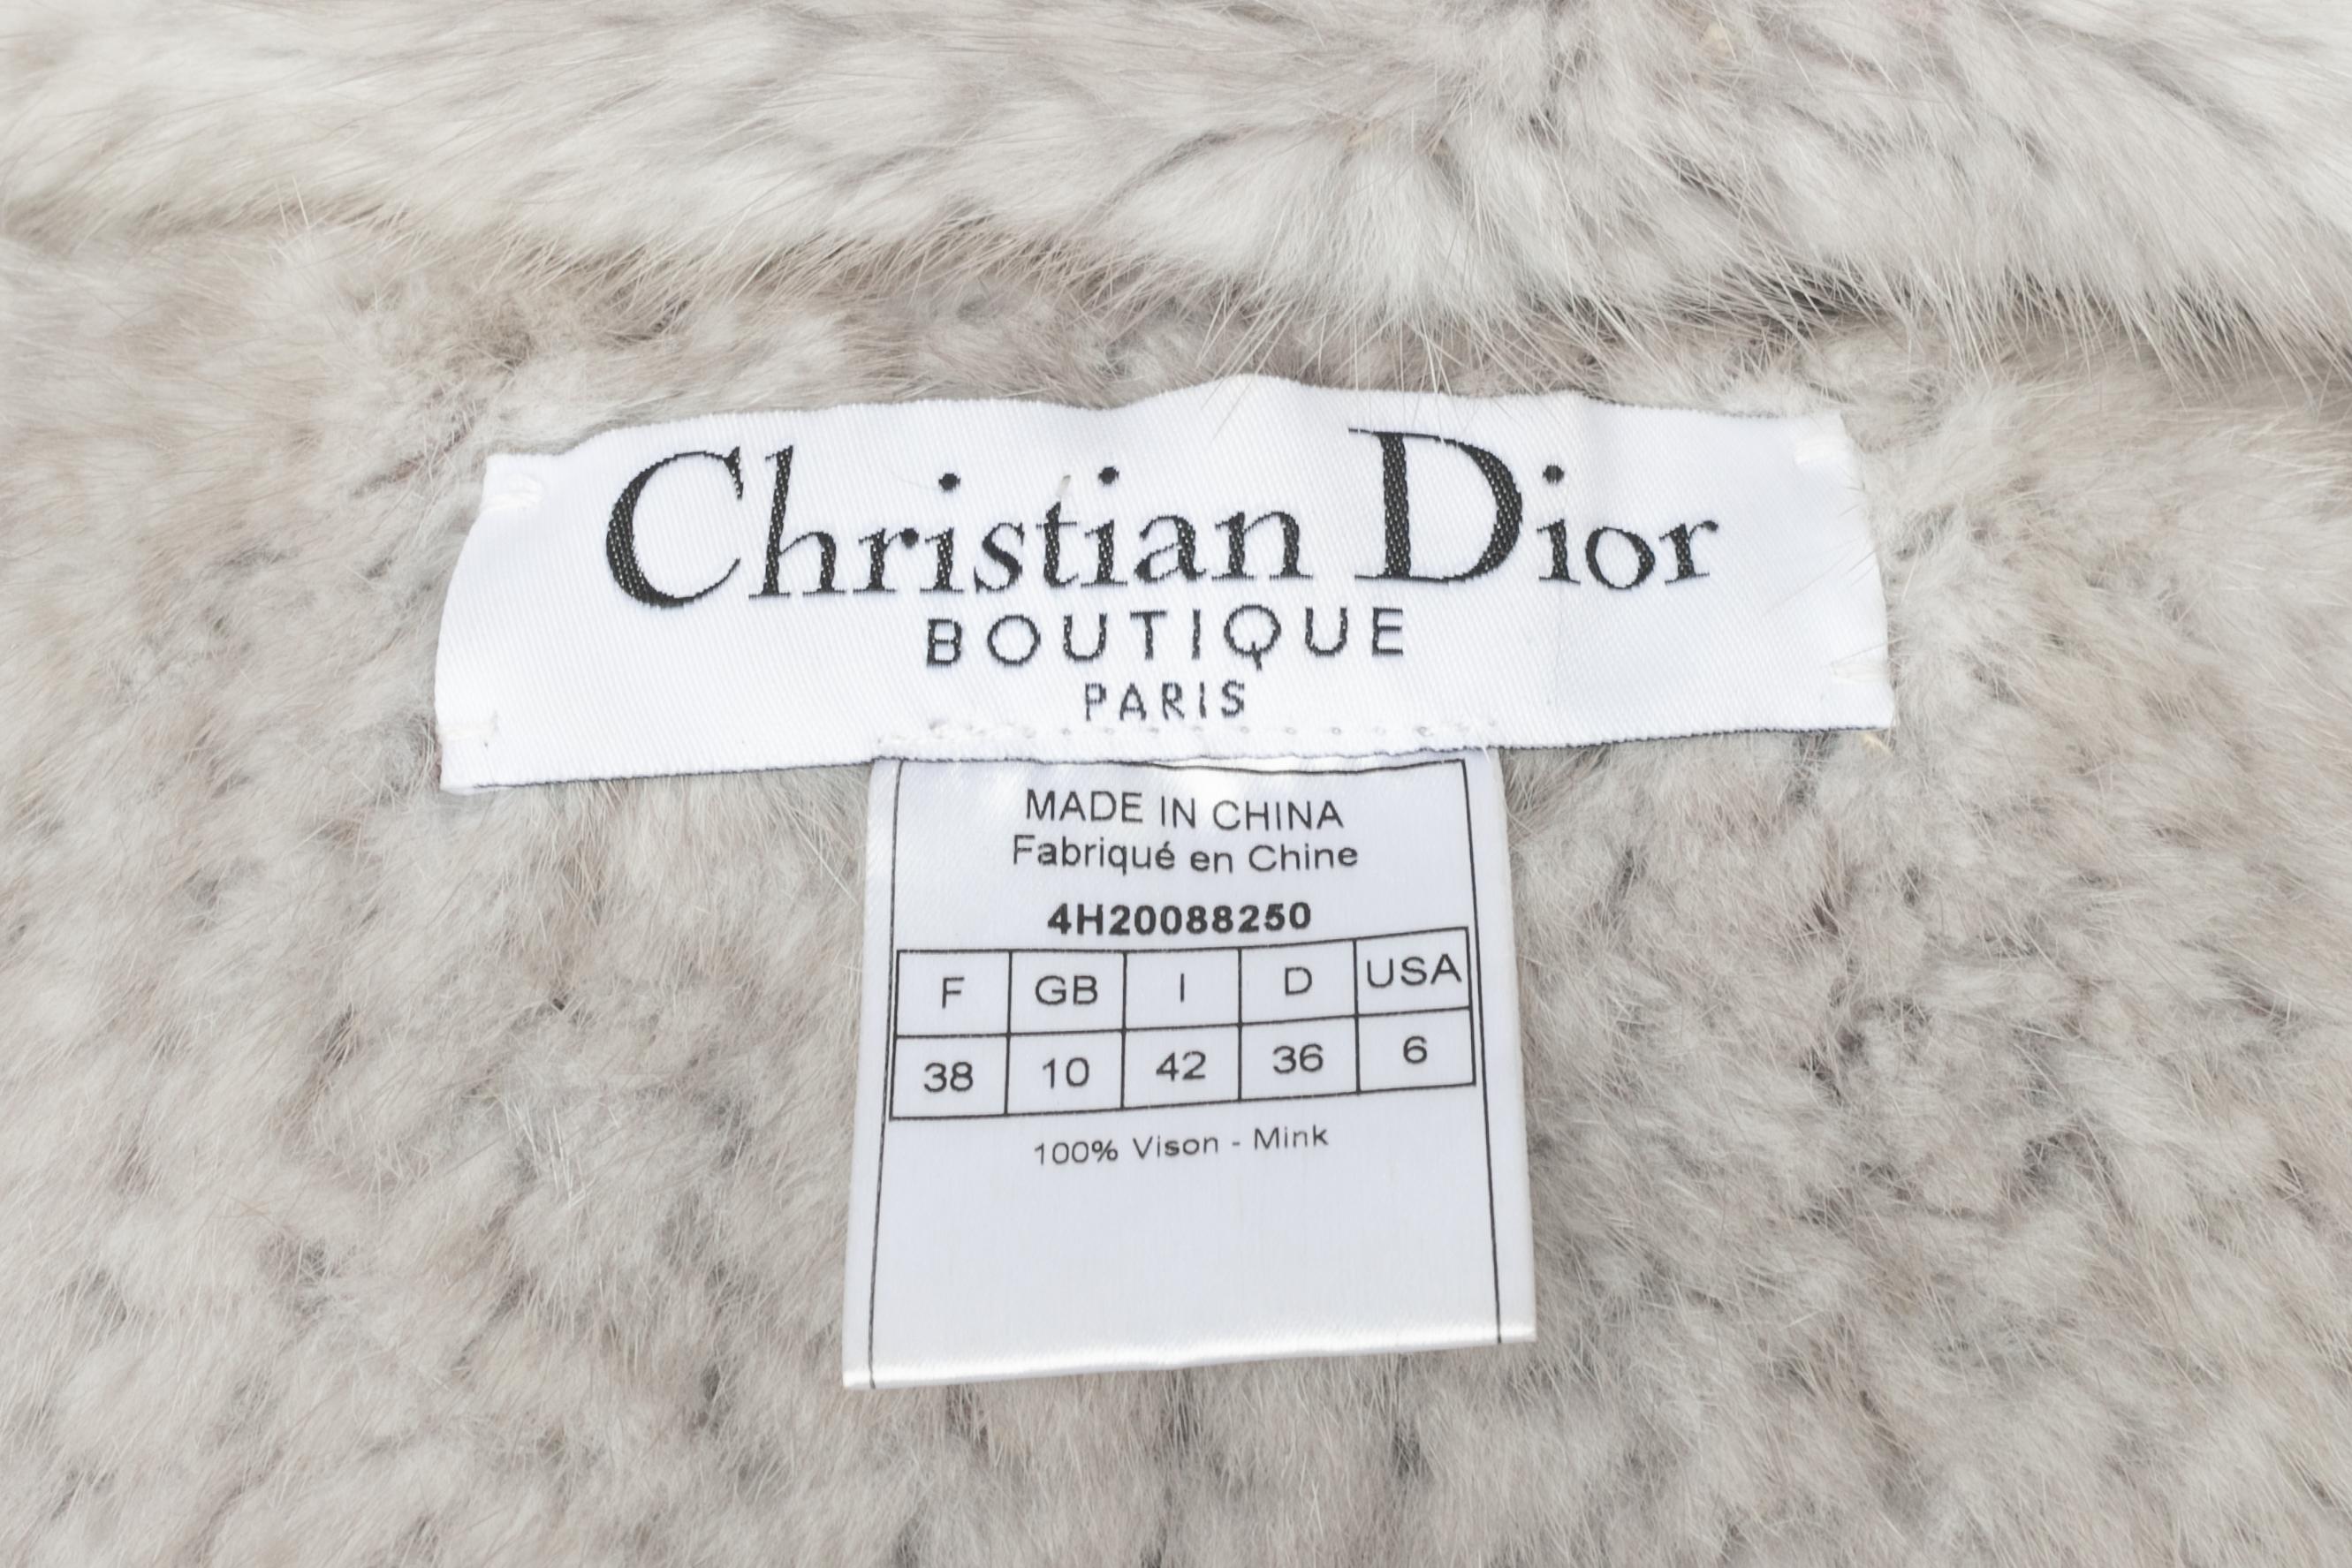 Christian Dior
BOUTIQUE
PARIS
MADE IN CHINA
Fabriqué en Chine
4H20088250
F GB I D USA
38 10 42 36 6
100% Vison - Mink